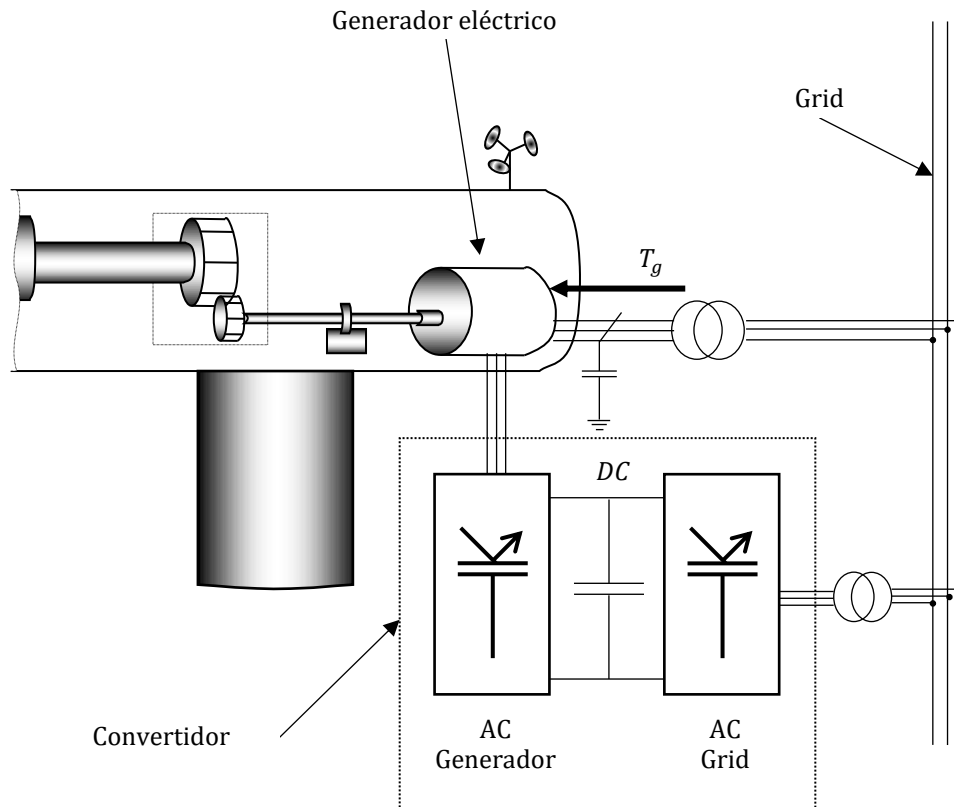 Generador eléctrico
Grid
T_g
DC
Convertidor
AC
Generador
AC
Grid